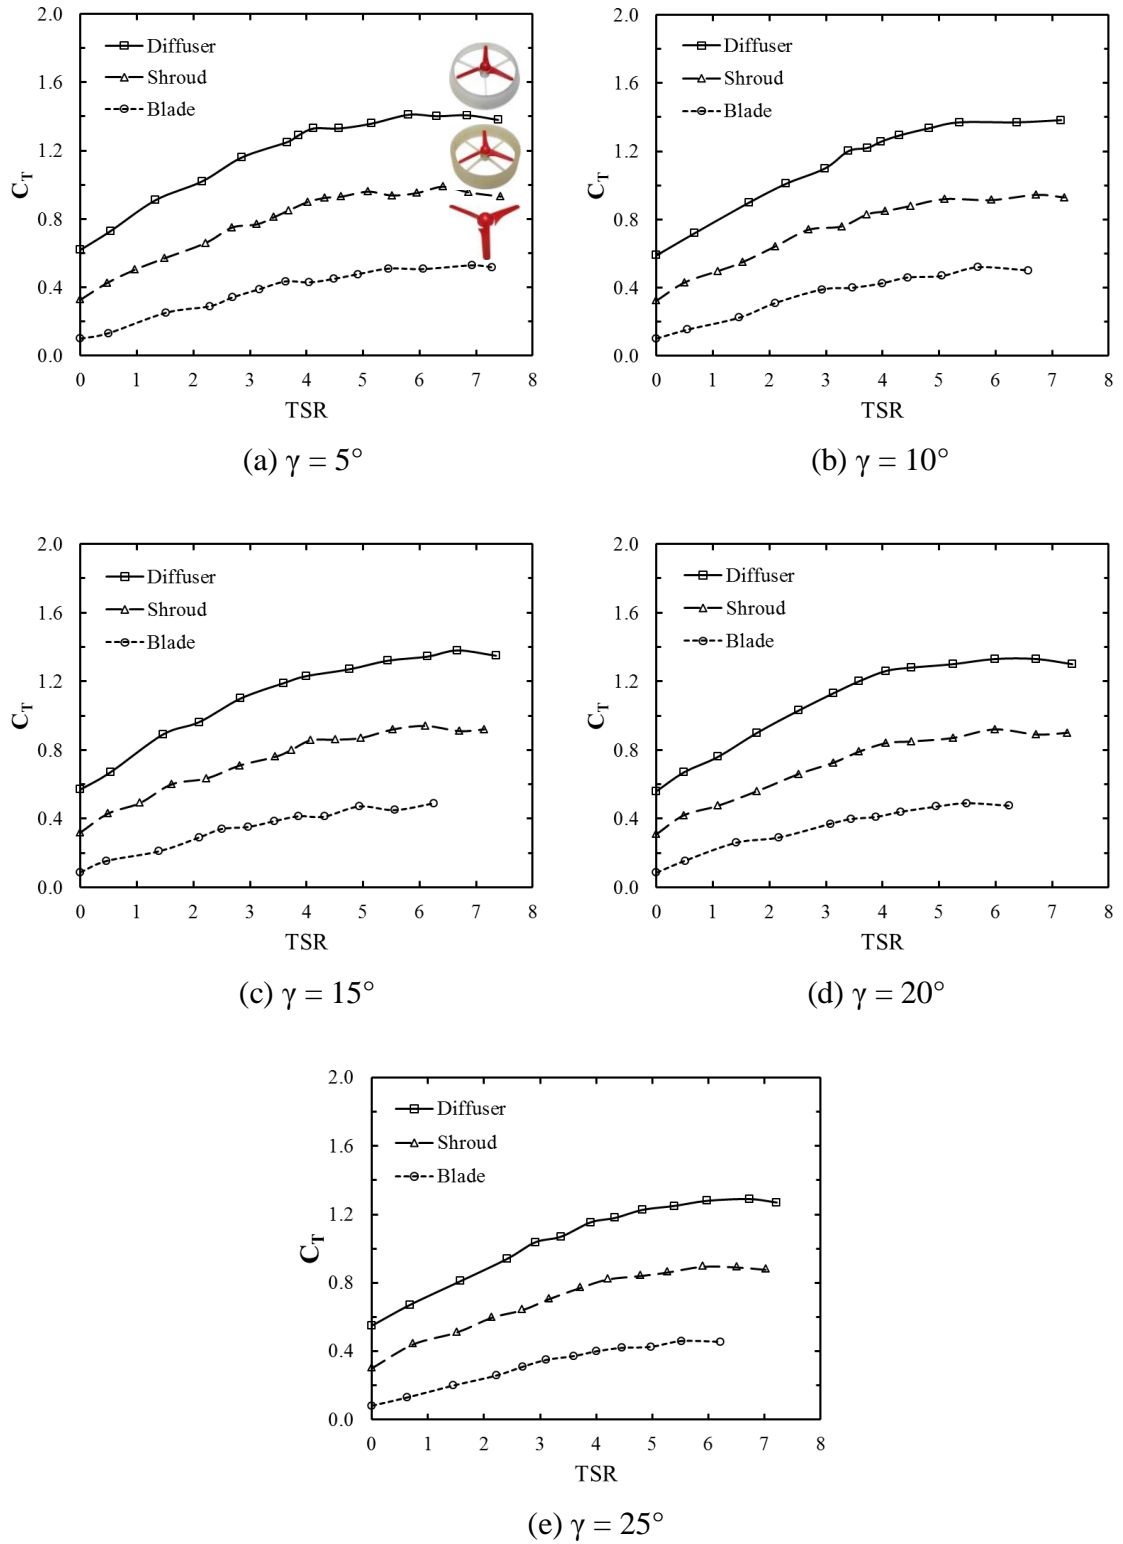 2.0
1.6
1.2
0.8
0.4
0.0
C_T
Diffuser
Shroud
Blade
0 1 2 3 4 5 6 7 8
TSR
(a) γ = 5°
2.0
1.6
1.2
0.8
0.4
0.0
C_T
Diffuser
Shroud
Blade
0 1 2 3 4 5 6 7 8
TSR
(b) γ = 10°
2.0
1.6
1.2
0.8
0.4
0.0
C_T
Diffuser
Shroud
Blade
0 1 2 3 4 5 6 7 8
TSR
(c) γ = 15°
2.0
1.6
1.2
0.8
0.4
0.0
C_T
Diffuser
Shroud
Blade
0 1 2 3 4 5 6 7 8
TSR
(d) γ = 20°
2.0
1.6
1.2
0.8
0.4
0.0
C_T
Diffuser
Shroud
Blade
0 1 2 3 4 5 6 7 8
TSR
(e) γ = 25°